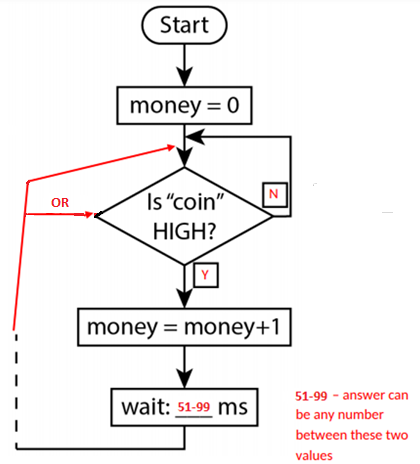 Start
money = 0
OR
Is “coin”
HIGH?
N
Y
money = money+1
wait: 51-99 ms
51-99 – answer can
be any number
between these two
values